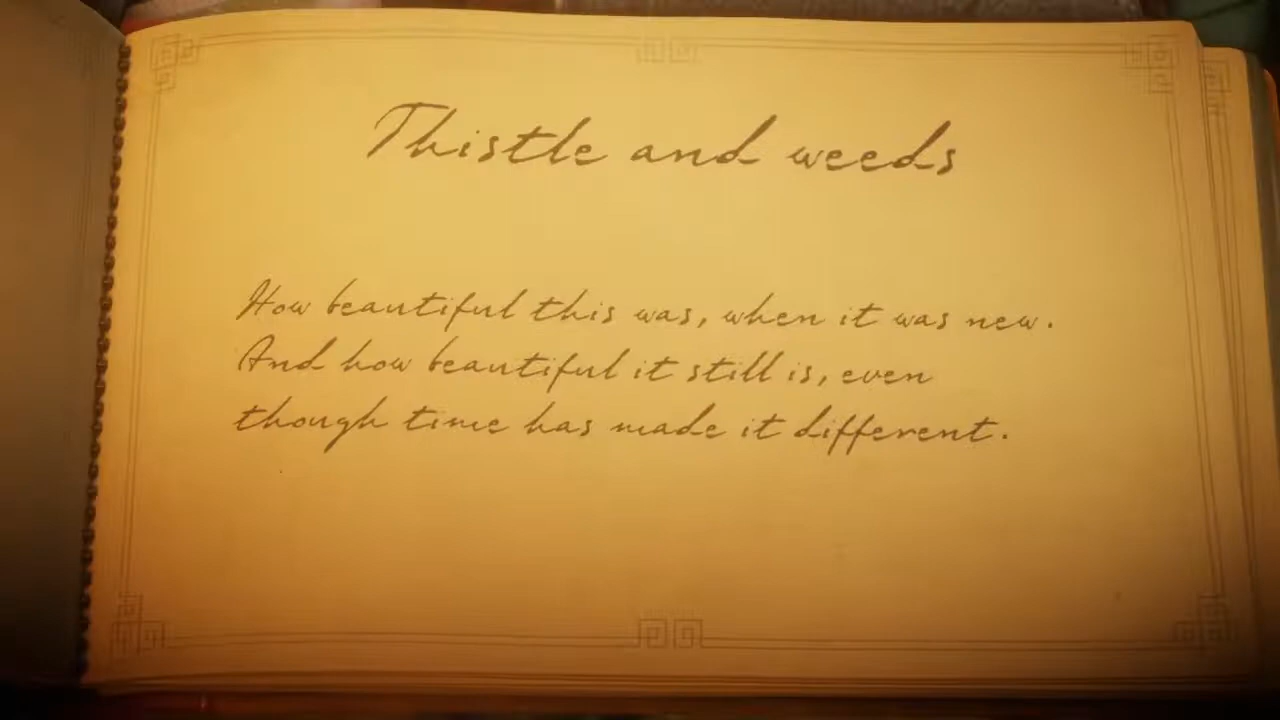 Thistle and weeds
How beautiful this was, when it was new.
And how beautiful it still is, even
though time has made it different.